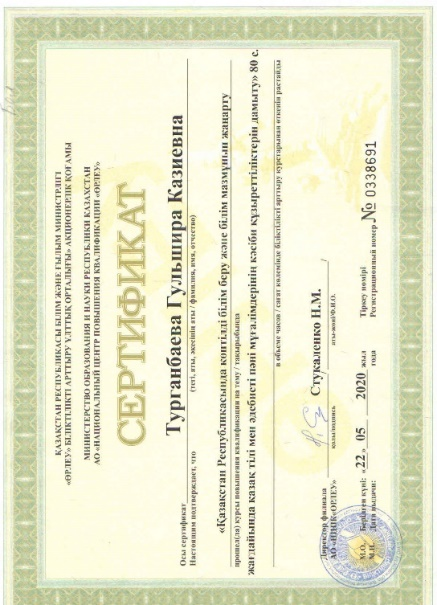 ҚАЗАҚСТАН РЕСПУБЛИКАСЫ БІЛІМ ЖӘНЕ ҒЫЛЫМ МИНИСТРЛІГІ
«ӨРЛЕУ» БІЛІКТІЛІКТІ АРТТЫРУ ҰЛТТЫҚ ОРТАЛЫҒЫ» АКЦИОНЕРЛІК ҚОҒАМЫ
МИНИСТЕРСТВО ОБРАЗОВАНИЯ И НАУКИ РЕСПУБЛИКИ КАЗАХСТАН
АО «НАЦИОНАЛЬНЫЙ ЦЕНТР ПОВЫШЕНИЯ КВАЛИФИКАЦИИ «ӨРЛЕУ»
СЕРТИФИКАТ
Осы сертификат
Настоящим подтверждает, что
Турганбаева Гульшира Казиевна
(тегі, аты, әкесінің аты / фамилия, имя, отчество)
«Қазақстан Республикасында көптілді білім беру және білім мазмұнын жаңарту
прошел(ла) курсы повышения квалификации на тему / тақырыбында
жағдайында қазақ тілі мен әдебиеті пәні мұғалімдерінің кәсіби құзыреттіліктерін дамыту» 80 с.
в объеме часов / сағат көлемінде біліктілікті арттыру курстарынан өткенін растайды
Директор филиала
АО «НЦПК «ӨРЛЕУ»
қолы/подпись
Стукаленко Н.М.
аты-жөні/Ф.И.О.
М.О.
М.П.
Берілген күні:
Дата выдачи:
«22» 05 2020 жыл
года
Тіркеу нөмірі
Регистрационный номер № 0338691